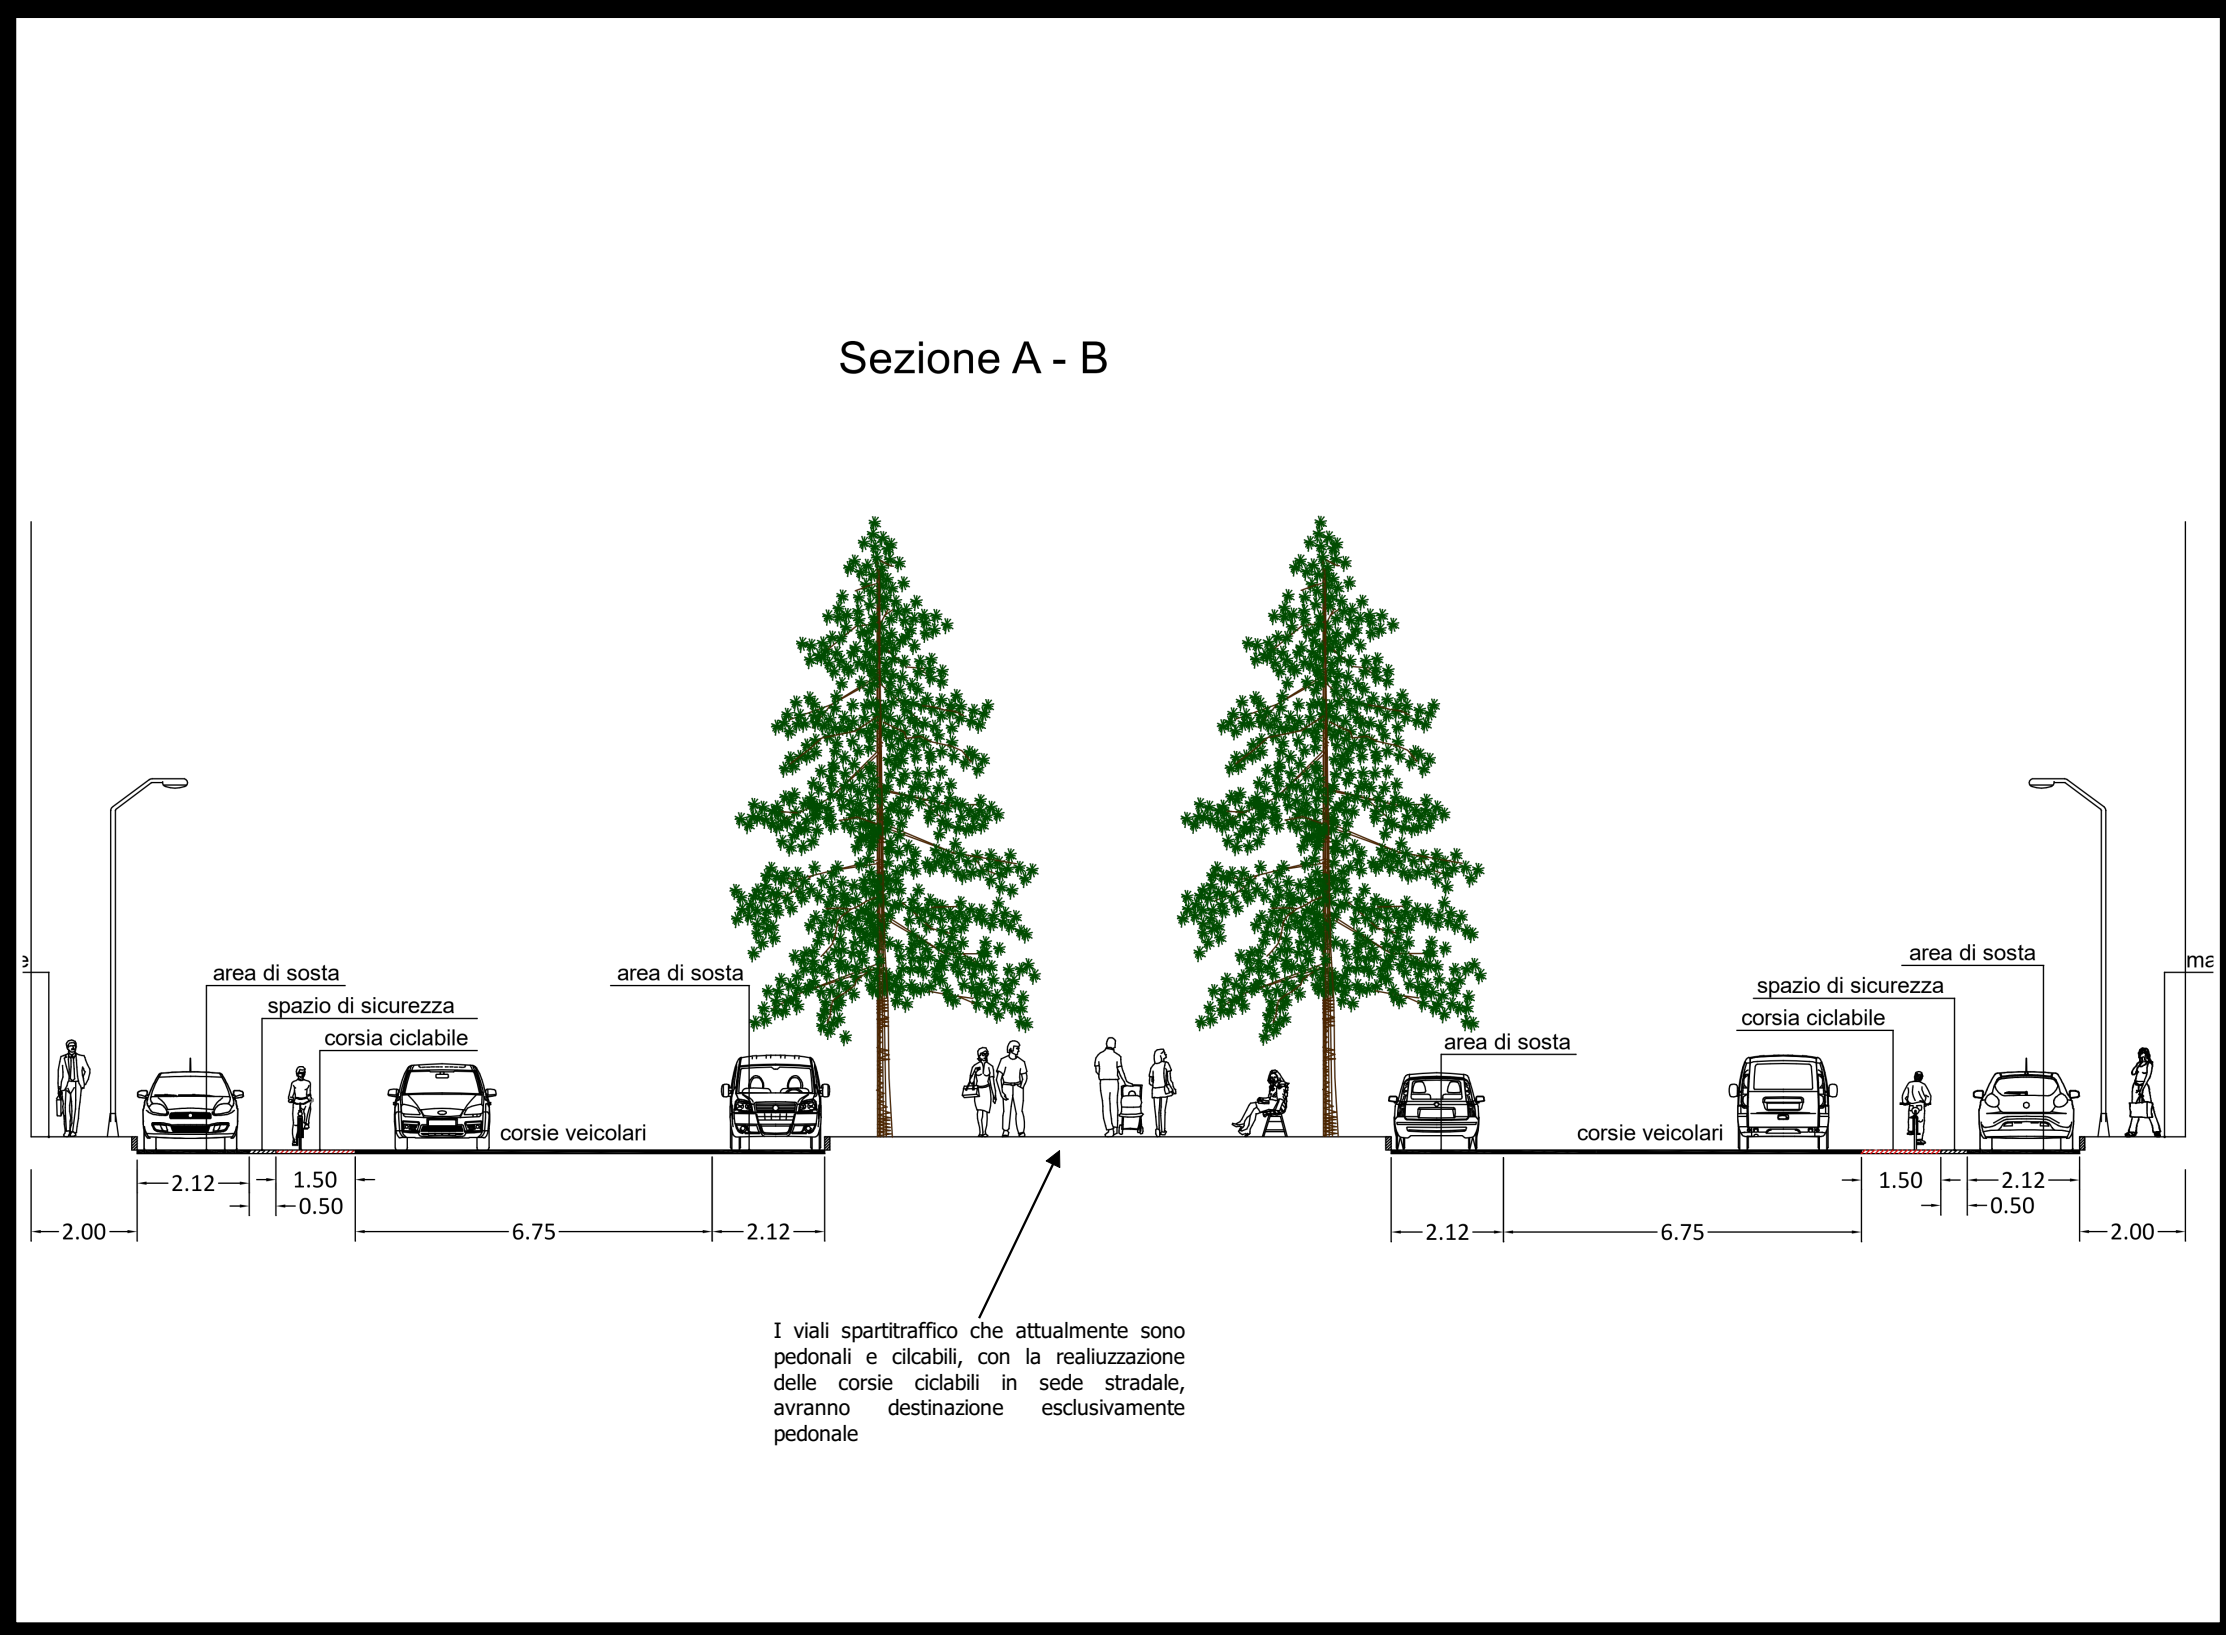 Sezione A - B
area di sosta
area di sosta
area di sosta
ma
spazio di sicurezza
spazio di sicurezza
corsia ciclabile
corsia ciclabile
area di sosta
corsie veicolari
corsie veicolari
2.12
1.50
1.50
2.12
0.50
0.50
2.00
6.75
2.12
2.12
6.75
2.00
I viali spartitraffico che attualmente sono
pedonali e cilcabili, con la realiuzzazione
delle corsie ciclabili in sede stradale,
avranno destinazione esclusivamente
pedonale